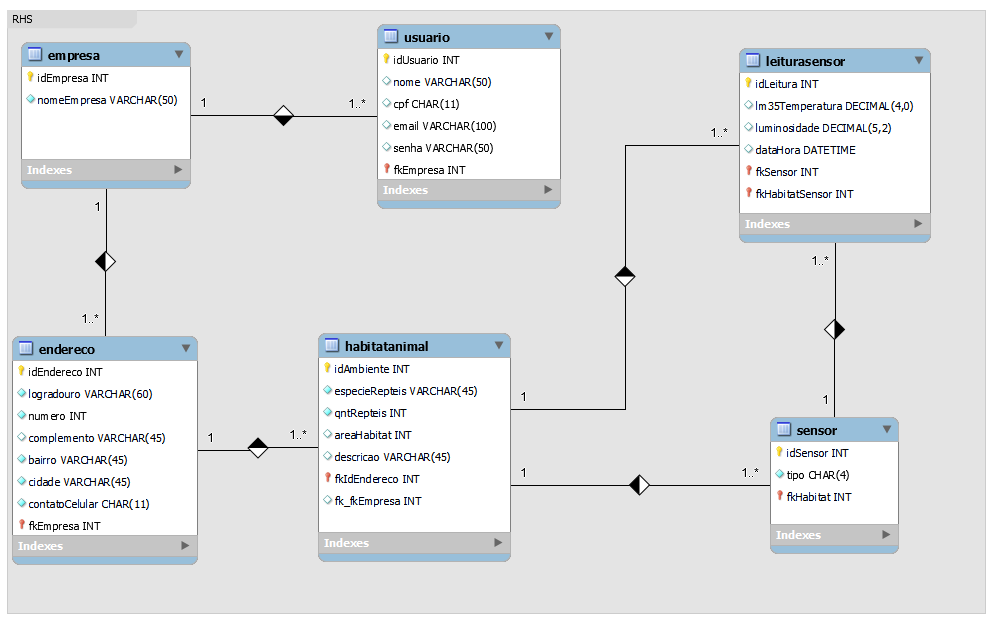 RHS
empresa
idEmpresa INT
nomeEmpresa VARCHAR(50)
Indexes
1
1..*
usuario
idUsuario INT
nome VARCHAR(50)
cpf CHAR(11)
email VARCHAR(100)
senha VARCHAR(50)
fkEmpresa INT
Indexes
leiturasensor
idLeitura INT
lm35Temperatura DECIMAL(4,0)
luminosidade DECIMAL(5,2)
dataHora DATETIME
fkSensor INT
fkHabitatSensor INT
Indexes
1..*
1
1..*
1..*
1
endereco
idEndereco INT
logradouro VARCHAR(60)
numero INT
complemento VARCHAR(45)
bairro VARCHAR(45)
cidade VARCHAR(45)
contatoCelular CHAR(11)
fkEmpresa INT
Indexes
1
1..*
habitatanimal
idAmbiente INT
especieRepteis VARCHAR(45)
qntRepteis INT
areaHabitat INT
descricao VARCHAR(45)
fkIdEndereco INT
fk_fkEmpresa INT
Indexes
1
1
1..*
sensor
idSensor INT
tipo CHAR(4)
fkHabitat INT
Indexes